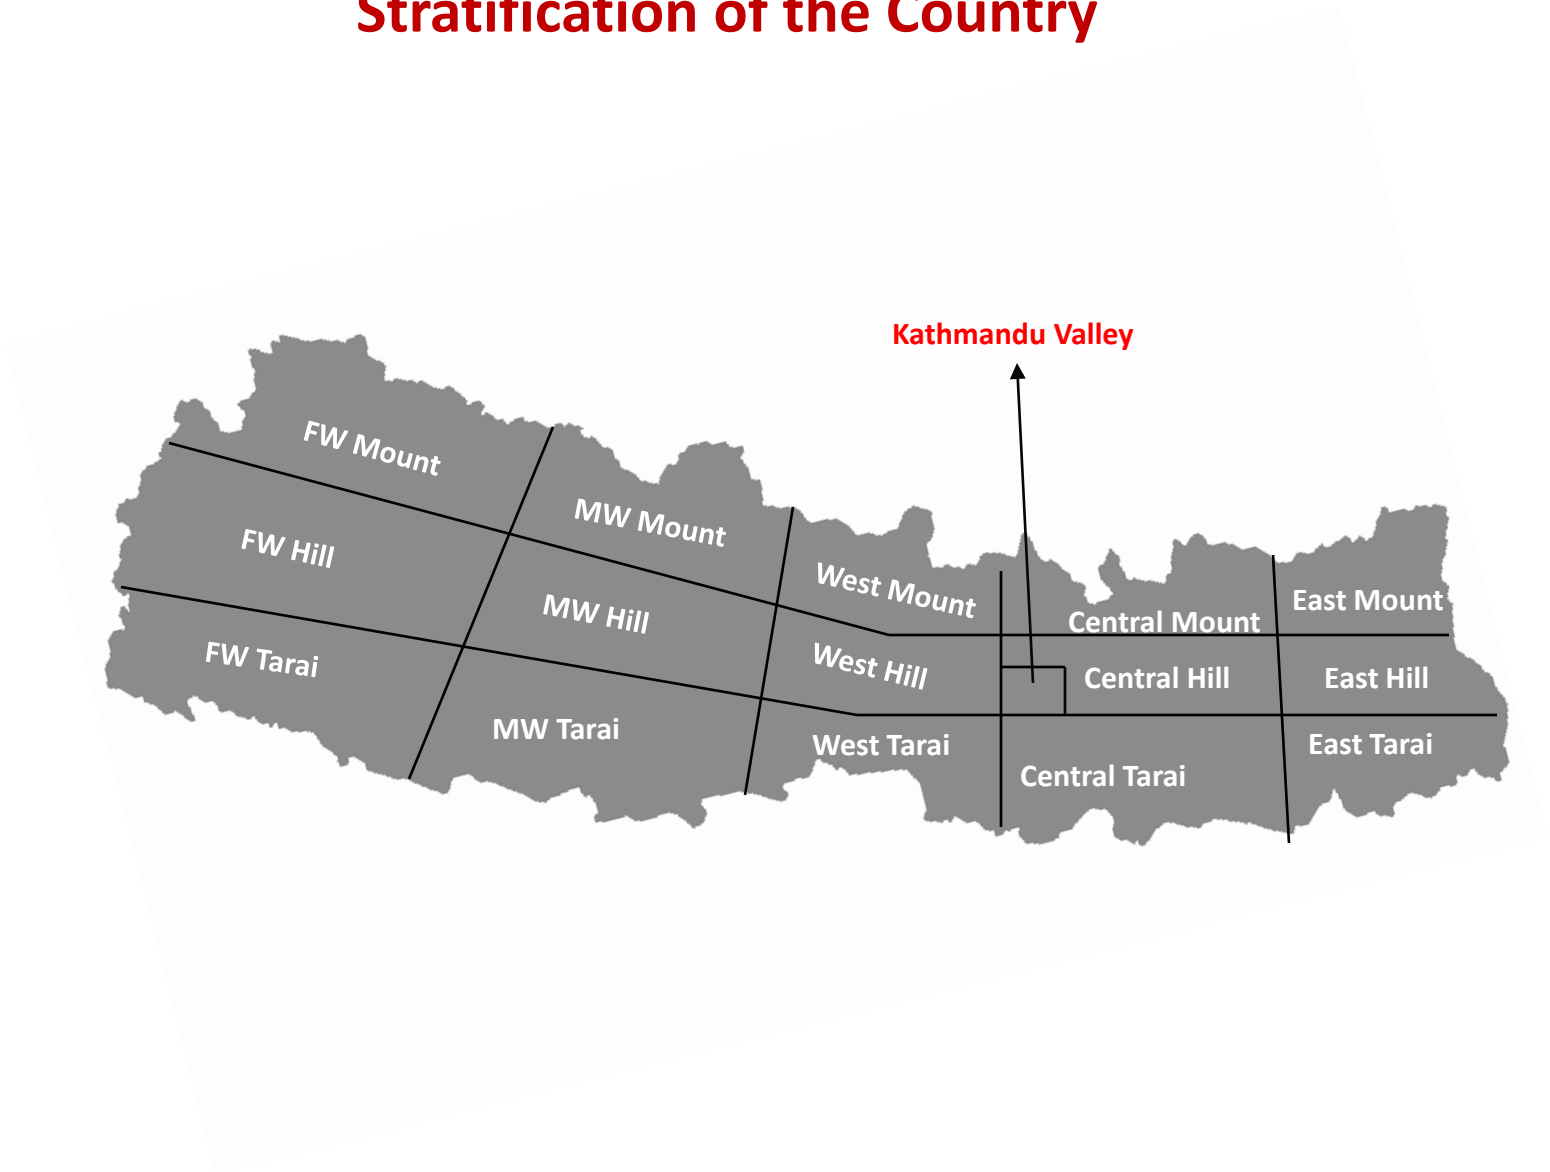 Stratification of the Country
Kathmandu Valley
FW Mount
MW Mount
West Mount
Central Mount
East Mount
FW Hill
MW Hill
West Hill
Central Hill
East Hill
FW Tarai
MW Tarai
West Tarai
Central Tarai
East Tarai